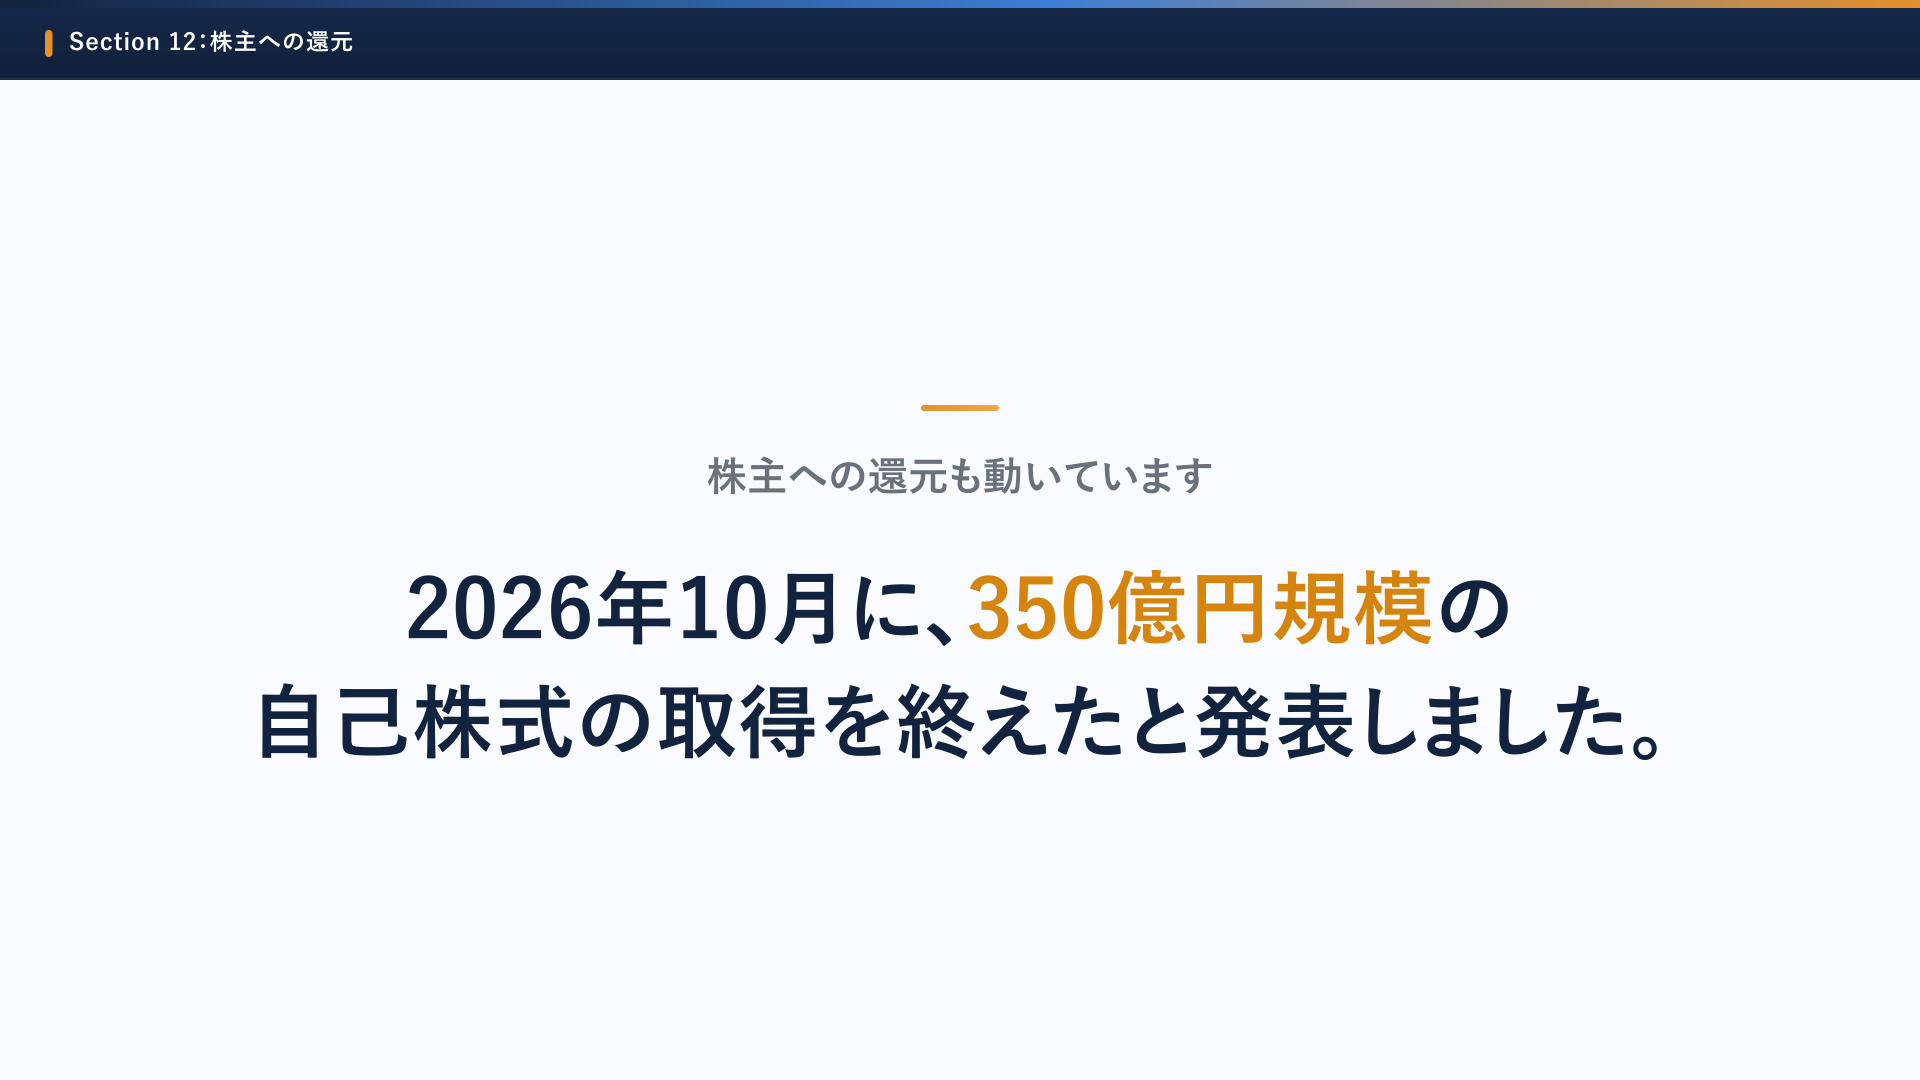 Section 12：株主への還元
株主への還元も動いています
2026年10月に、350億円規模の
自己株式の取得を終えたと発表しました。